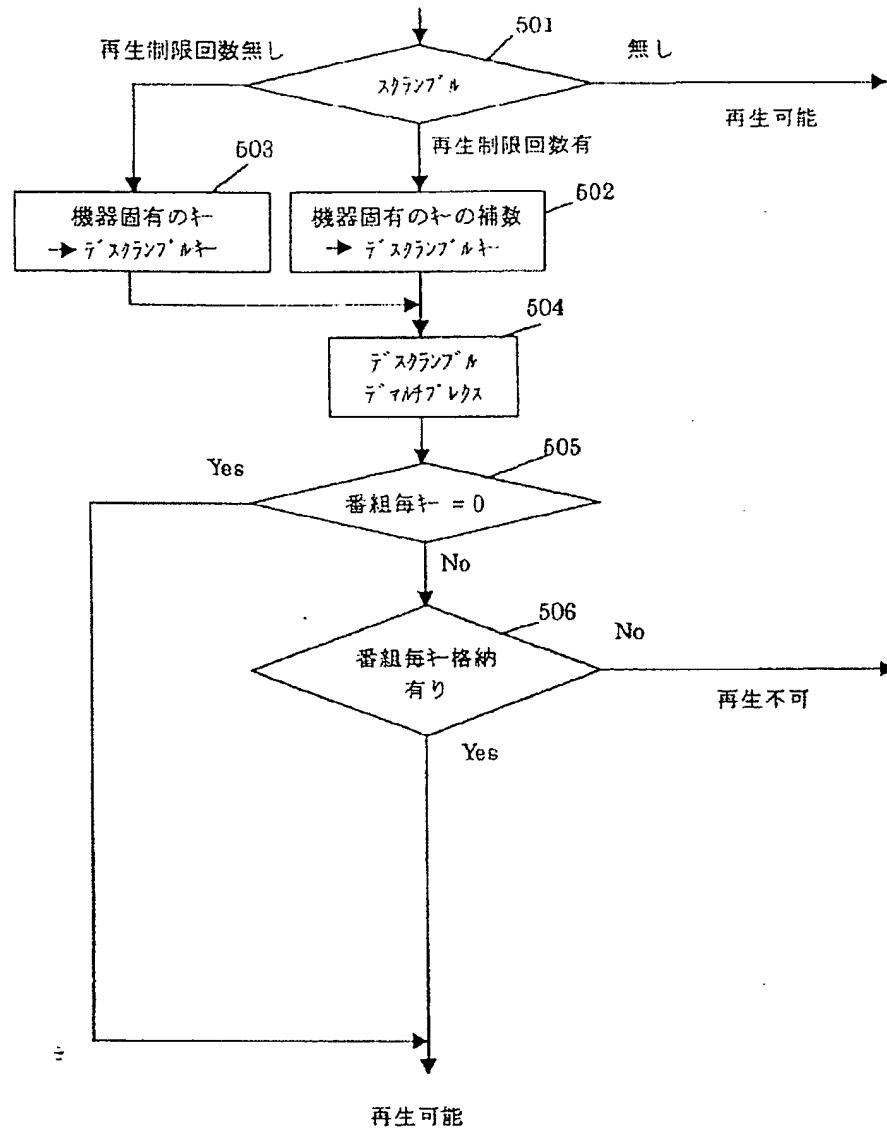 501
再生制限回数無し
無し
スクランブル
再生可能
再生制限回数有
503
502
機器固有のキー
→ デスクランブルキー
機器固有のキーの補数
→ デスクランブルキー
504
デスクランブル
デマルチプレクス
505
Yes
番組毎キー = 0
No
506
No
番組毎キー格納
有り
再生不可
Yes
再生可能